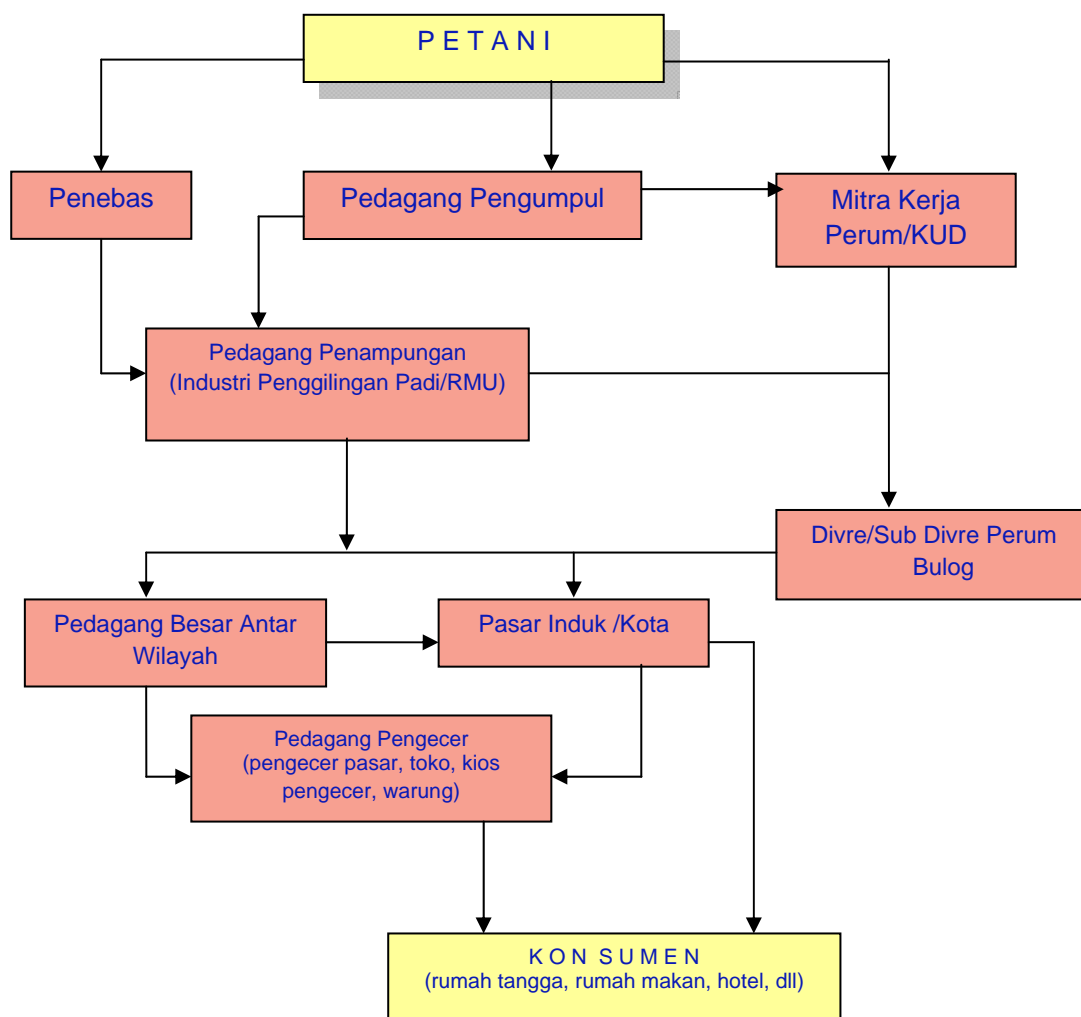 P E T A N I
Penebas
Pedagang Pengumpul
Mitra Kerja
Perum/KUD
Pedagang Penampungan
(Industri Penggilingan Padi/RMU)
Divre/Sub Divre Perum
Bulog
Pedagang Besar Antar
Wilayah
Pasar Induk /Kota
Pedagang Pengecer
(pengecer pasar, toko, kios
pengecer, warung)
K O N S U M E N
(rumah tangga, rumah makan, hotel, dll)